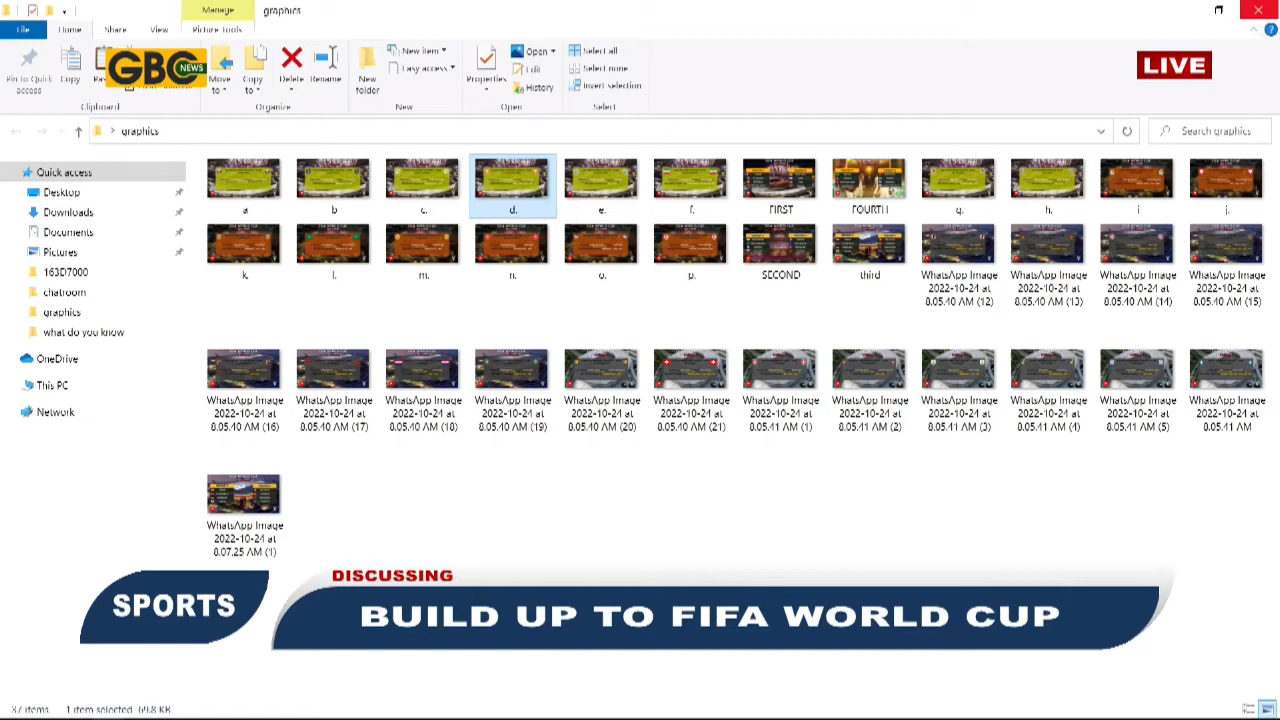 Manage
graphics
File
Home
Share
View
Picture Tools
Pin to Quick
access
Copy
GBC
NEWS
Move
to
Copy
to
Delete
Rename
New
folder
New item
Easy access
Properties
Open
Edit
History
Select all
Select none
Invert selection
Clipboard
Organize
New
Open
Select
LIVE
graphics
Search graphics
Quick access
Desktop
Downloads
Documents
Pictures
163D7000
chatroom
graphics
what do you know
OneDrive
This PC
Network
a
b
c.
d.
e.
f.
FIRST
FOURTH
g.
h.
i
j.
k.
l.
m.
n.
o.
p.
SECOND
third
WhatsApp Image
2022-10-24 at
8.05.40 AM (12)
WhatsApp Image
2022-10-24 at
8.05.40 AM (13)
WhatsApp Image
2022-10-24 at
8.05.40 AM (14)
WhatsApp Image
2022-10-24 at
8.05.40 AM (15)
WhatsApp Image
2022-10-24 at
8.05.40 AM (16)
WhatsApp Image
2022-10-24 at
8.05.40 AM (17)
WhatsApp Image
2022-10-24 at
8.05.40 AM (18)
WhatsApp Image
2022-10-24 at
8.05.40 AM (19)
WhatsApp Image
2022-10-24 at
8.05.40 AM (20)
WhatsApp Image
2022-10-24 at
8.05.40 AM (21)
WhatsApp Image
2022-10-24 at
8.05.41 AM (1)
WhatsApp Image
2022-10-24 at
8.05.41 AM (2)
WhatsApp Image
2022-10-24 at
8.05.41 AM (3)
WhatsApp Image
2022-10-24 at
8.05.41 AM (4)
WhatsApp Image
2022-10-24 at
8.05.41 AM (5)
WhatsApp Image
2022-10-24 at
8.05.41 AM
WhatsApp Image
2022-10-24 at
8.07.25 AM (1)
DISCUSSING
SPORTS
BUILD UP TO FIFA WORLD CUP
37 items
1 item selected 69.8 KB